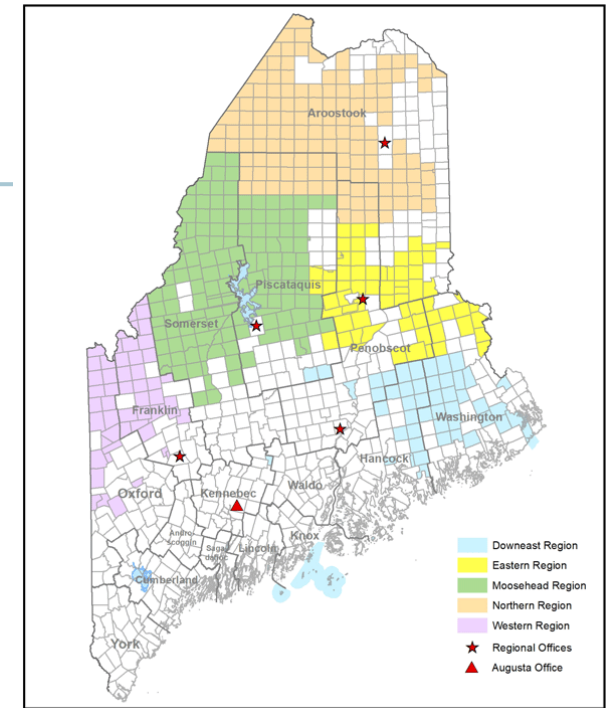 Aroostook
Piscataquis
Somerset
Penobscot
Franklin
Washington
Hancock
Oxford
Kennebec
Waldo
Andro-
scoggin
Knox
Saga-
dahoc
Lincoln
Cumberland
York
Downeast Region
Eastern Region
Moosehead Region
Northern Region
Western Region
Regional Offices
Augusta Office